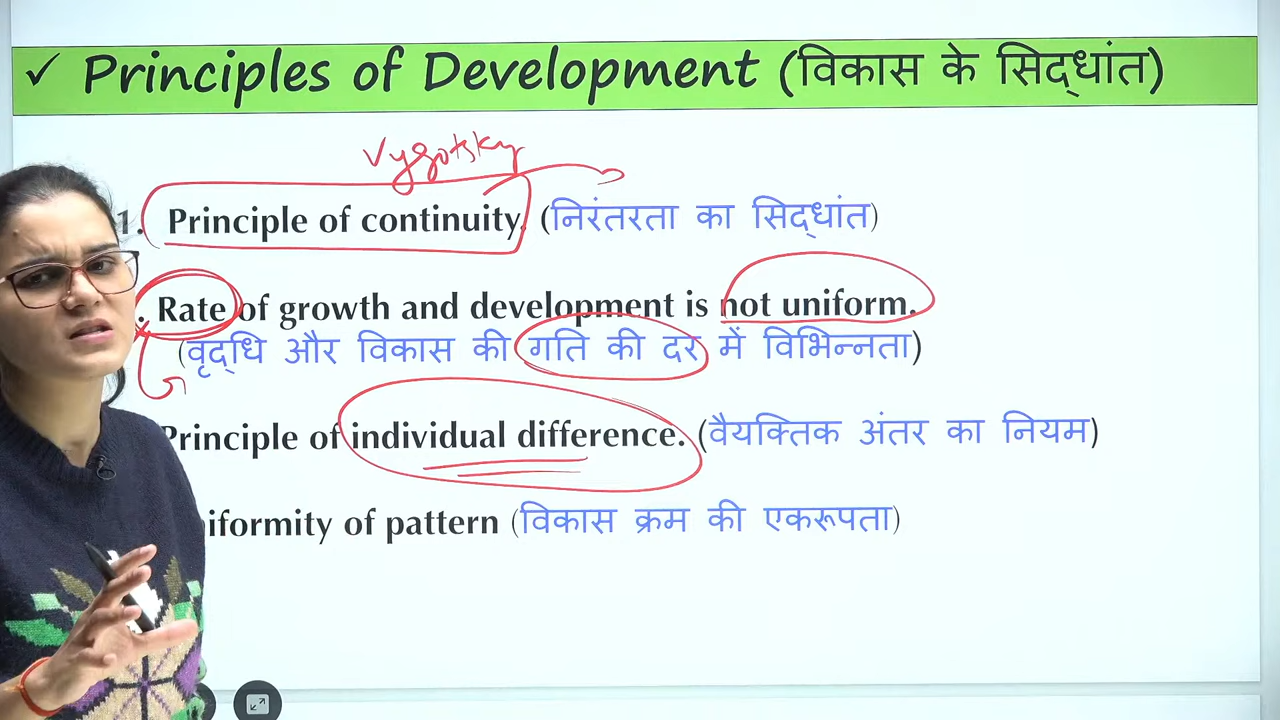 ✓ Principles of Development (विकास के सिद्धांत)
Vygotsky
1. Principle of continuity. (निरंतरता का सिद्धांत)
Rate of growth and development is not uniform.
(वृद्धि और विकास की गति की दर में विभिन्नता)
Principle of individual difference. (वैयक्तिक अंतर का नियम)
of pattern (विकास क्रम की एकरूपता)